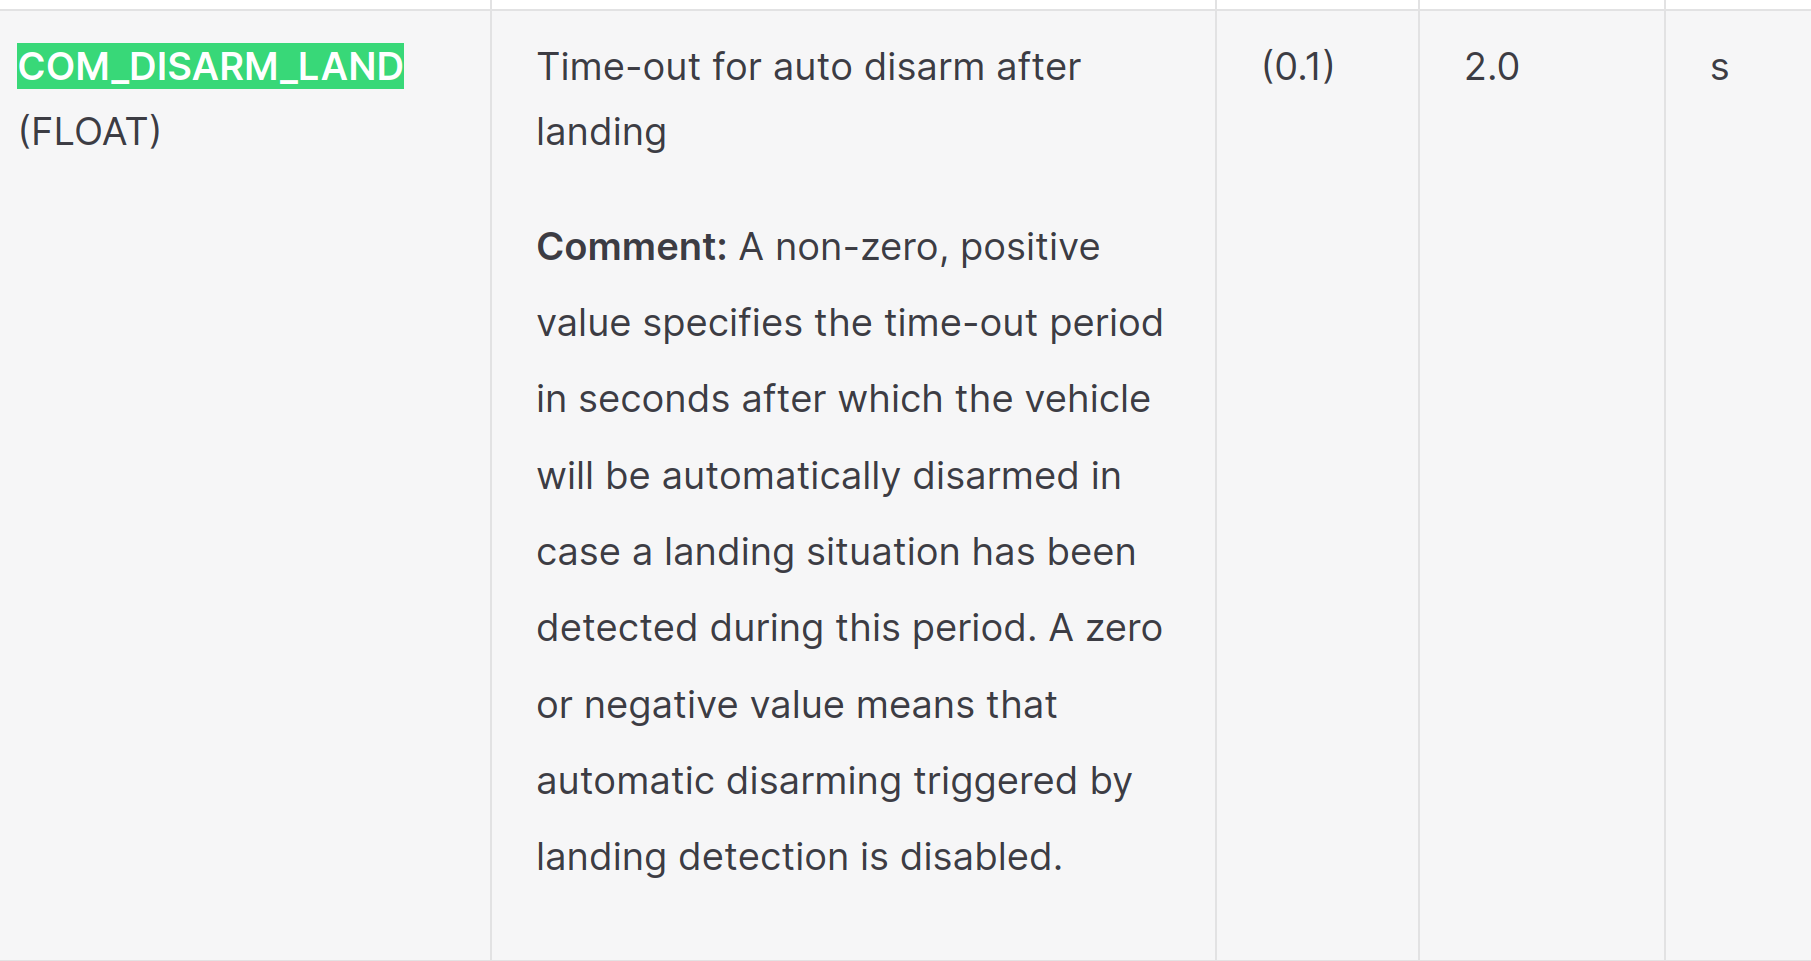 COM_DISARM_LAND
(FLOAT)
Time-out for auto disarm after
landing
Comment: A non-zero, positive
value specifies the time-out period
in seconds after which the vehicle
will be automatically disarmed in
case a landing situation has been
detected during this period. A zero
or negative value means that
automatic disarming triggered by
landing detection is disabled.
(0.1)
2.0
s